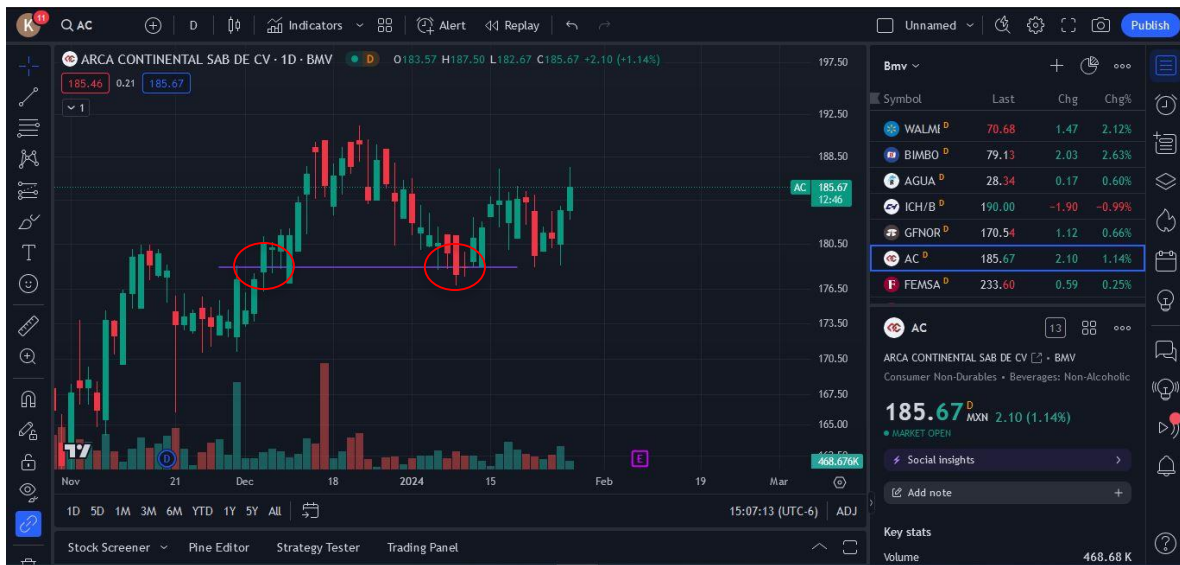 K 11 AC D Indicators Alert Replay Unnamed Publish
ARCA CONTINENTAL SAB DE CV · 1D · BMV D O183.57 H187.50 L182.67 C185.67 +2.10 (+1.14%)
185.46 0.21 185.67
1
197.50
192.50
188.50
AC 185.67
12:46
180.50
176.50
173.50
170.50
167.50
165.00
468.676K
D
E
Nov 21 Dec 18 2024 15 Feb 19 Mar
1D 5D 1M 3M 6M YTD 1Y 5Y All 15:07:13 (UTC-6) ADJ
Stock Screener Pine Editor Strategy Tester Trading Panel
Bmv
Symbol Last Chg Chg%
WALME D 70.68 1.47 2.12%
BIMBO D 79.13 2.03 2.63%
AGUA D 28.34 0.17 0.60%
ICH/B D 190.00 −1.90 −0.99%
GFNOR D 170.54 1.12 0.66%
AC D 185.67 2.10 1.14%
FEMSA D 233.60 0.59 0.25%
AC 13
ARCA CONTINENTAL SAB DE CV • BMV
Consumer Non-Durables • Beverages: Non-Alcoholic
185.67 D MXN 2.10 (1.14%)
MARKET OPEN
Social insights
Add note
Key stats
Volume 468.68 K